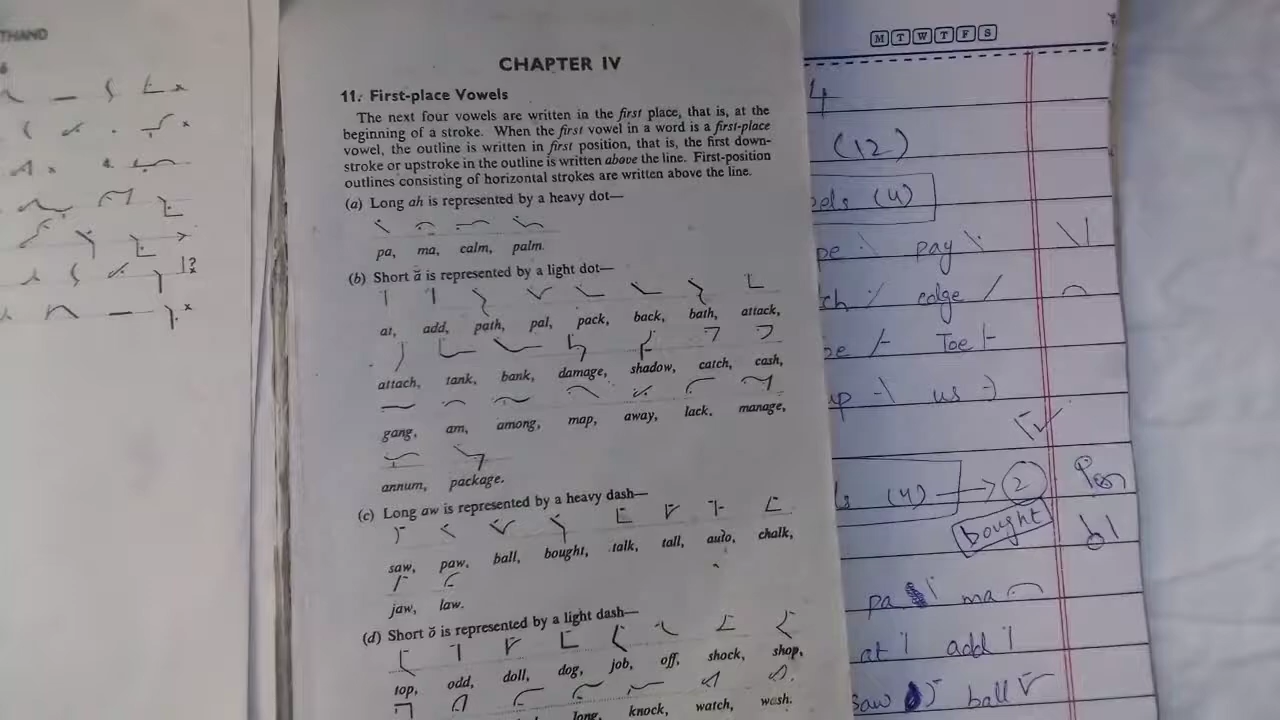 THAND
CHAPTER IV
11. First-place Vowels
The next four vowels are written in the first place, that is, at the
beginning of a stroke. When the first vowel in a word is a first-place
vowel, the outline is written in first position, that is, the first down-
stroke or upstroke in the outline is written above the line. First-position
outlines consisting of horizontal strokes are written above the line.
(a) Long ah is represented by a heavy dot—
pa, ma, calm, palm.
(b) Short ă is represented by a light dot—
at, add, path, pal, pack, back, bath, attack,
attach, tank, bank, damage, shadow, catch, cash,
gang, am, among, map, away, lack, manage,
annum, package.
(c) Long aw is represented by a heavy dash—
saw, paw, ball, bought, talk, tall, auto, chalk,
jaw, law.
(d) Short ŏ is represented by a light dash—
top, odd, doll, dog, job, off, shock, shop,
long, knock, watch, wash.
M T W T F S
4
(12)
(4)
pay
edge
Toe
up us
(4) 2
bought
pa ma
at add
saw ball